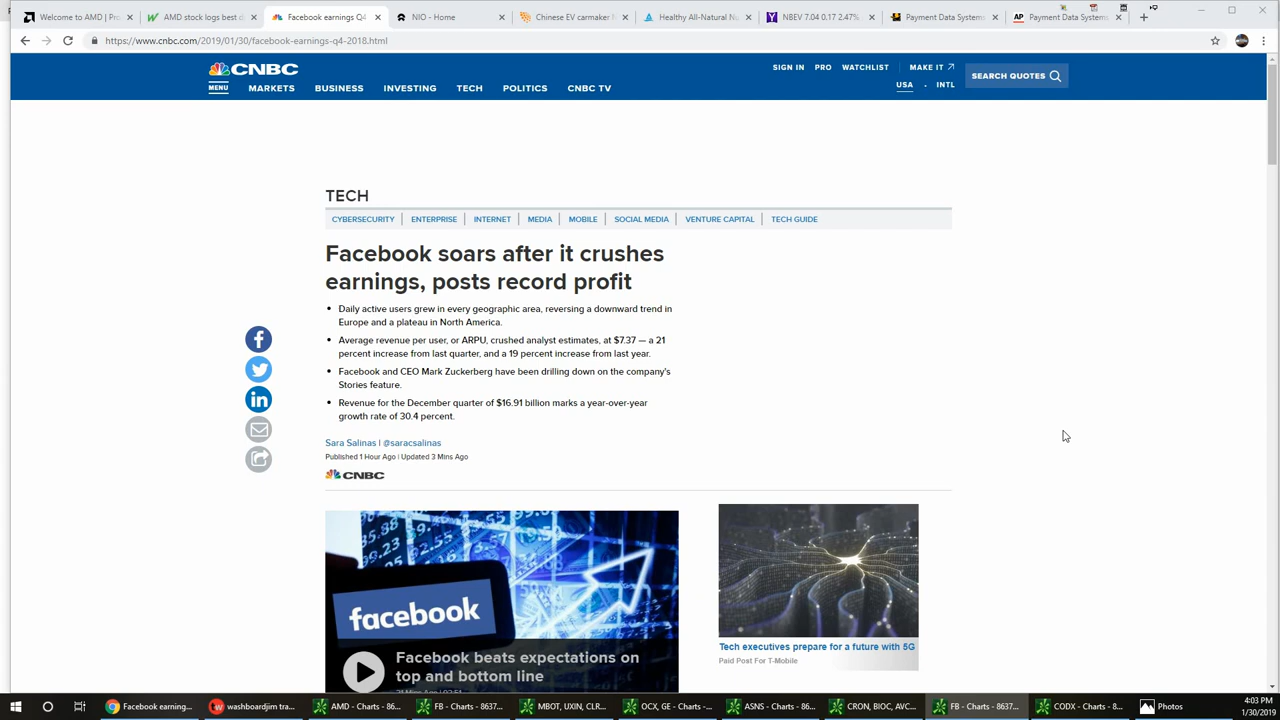 Welcome to AMD | Pro
AMD stock logs best d
Facebook earnings Q4
NIO - Home
Chinese EV carmaker N
Healthy All-Natural Nu
NBEV 7.04 0.17 2.47%
Payment Data Systems
Payment Data Systems
https://www.cnbc.com/2019/01/30/facebook-earnings-q4-2018.html
CNBC
SIGN IN PRO WATCHLIST MAKE IT
SEARCH QUOTES
USA . INTL
MENU MARKETS BUSINESS INVESTING TECH POLITICS CNBC TV
TECH
CYBERSECURITY ENTERPRISE INTERNET MEDIA MOBILE SOCIAL MEDIA VENTURE CAPITAL TECH GUIDE
Facebook soars after it crushes
earnings, posts record profit
Daily active users grew in every geographic area, reversing a downward trend in
Europe and a plateau in North America.
Average revenue per user, or ARPU, crushed analyst estimates, at $7.37 — a 21
percent increase from last quarter, and a 19 percent increase from last year.
Facebook and CEO Mark Zuckerberg have been drilling down on the company's
Stories feature.
Revenue for the December quarter of $16.91 billion marks a year-over-year
growth rate of 30.4 percent.
Sara Salinas | @saracsalinas
Published 1 Hour Ago | Updated 3 Mins Ago
CNBC
facebook
Facebook beats expectations on
top and bottom line
Tech executives prepare for a future with 5G
Paid Post For T-Mobile
Facebook earning...
washboardjim tra...
AMD - Charts - 86...
FB - Charts - 8637...
MBOT, UXIN, CLR...
OCX, GE - Charts -...
ASNS - Charts - 86...
CRON, BIOC, AVC...
FB - Charts - 8637...
CODX - Charts - 8...
Photos
4:03 PM
1/30/2019